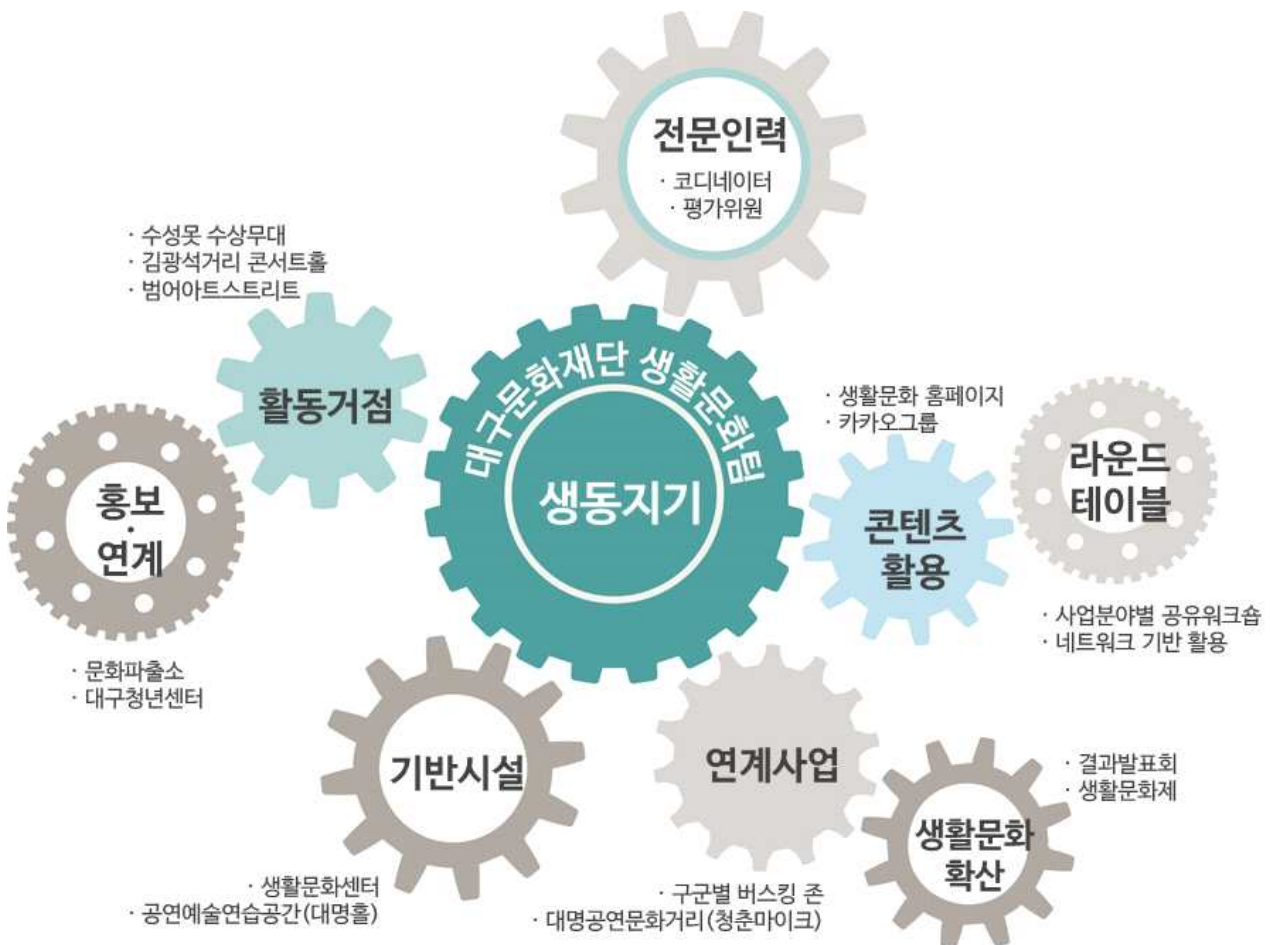 전문인력
· 코디네이터
· 평가위원
· 수성못 수상무대
· 김광석거리 콘서트홀
· 범어아트스트리트
활동거점
홍보
·
연계
· 문화파출소
· 대구청년센터
대구문화재단 생활문화팀
생동지기
· 생활문화 홈페이지
· 카카오그룹
콘텐츠
활용
라운드
테이블
· 사업분야별 공유워크숍
· 네트워크 기반 활용
기반시설
· 생활문화센터
· 공연예술연습공간(대명홀)
연계사업
· 구군별 버스킹 존
· 대명공연문화거리(청춘마이크)
생활문화
확산
· 결과발표회
· 생활문화제